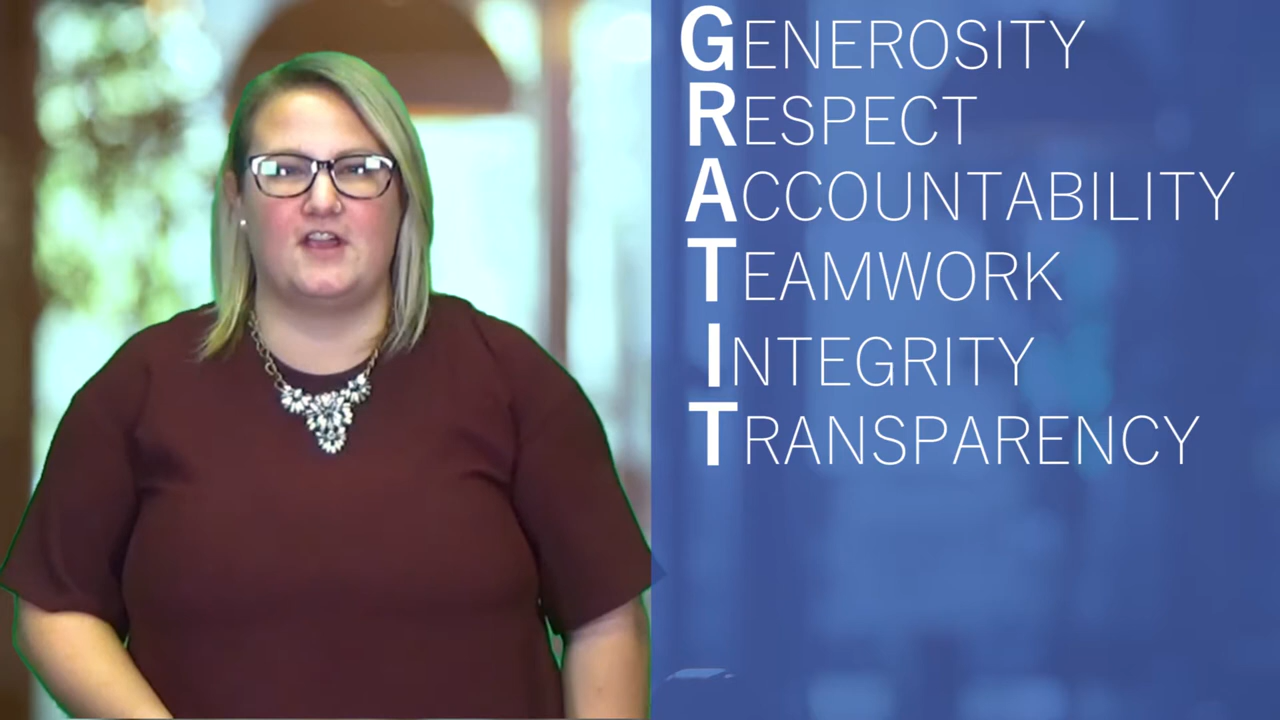 GENEROSITY
RESPECT
ACCOUNTABILITY
TEAMWORK
INTEGRITY
TRANSPARENCY